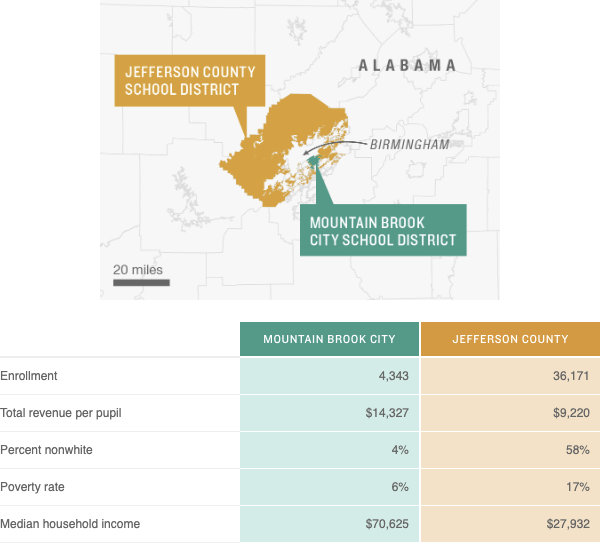 ALABAMA
JEFFERSON COUNTY
SCHOOL DISTRICT
BIRMINGHAM
MOUNTAIN BROOK
CITY SCHOOL DISTRICT
20 miles
MOUNTAIN BROOK CITY JEFFERSON COUNTY
Enrollment 4,343 36,171
Total revenue per pupil $14,327 $9,220
Percent nonwhite 4% 58%
Poverty rate 6% 17%
Median household income $70,625 $27,932